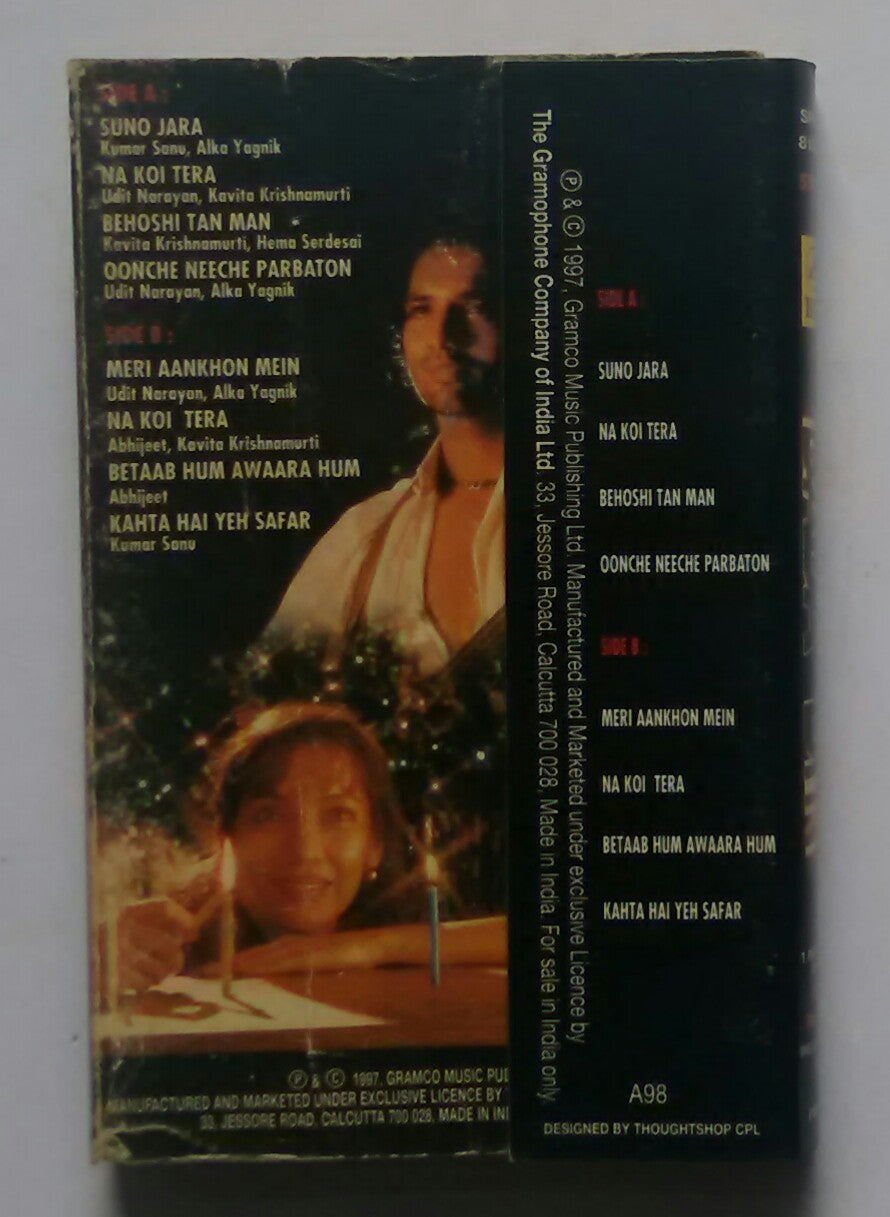 SIDE A :
SUNO JARA
Kumar Sanu, Alka Yagnik
NA KOI TERA
Udit Narayan, Kavita Krishnamurti
BEHOSHI TAN MAN
Kavita Krishnamurti, Hema Serdesai
OONCHE NEECHE PARBATON
Udit Narayan, Alka Yagnik
SIDE B :
MERI AANKHON MEIN
Udit Narayan, Alka Yagnik
NA KOI TERA
Abhijeet, Kavita Krishnamurti
BETAAB HUM AWAARA HUM
Abhijeet
KAHTA HAI YEH SAFAR
Kumar Sanu
Ⓟ & © 1997. GRAMCO MUSIC PUB
MANUFACTURED AND MARKETED UNDER EXCLUSIVE LICENCE BY
33, JESSORE ROAD, CALCUTTA 700 028. MADE IN IN
Ⓟ & © 1997, Gramco Music Publishing Ltd. Manufactured and Marketed under exclusive Licence by
The Gramophone Company of India Ltd. 33, Jessore Road, Calcutta 700 028, Made in India. For sale in India only.
SIDE A :
SUNO JARA
NA KOI TERA
BEHOSHI TAN MAN
OONCHE NEECHE PARBATON
SIDE B :
MERI AANKHON MEIN
NA KOI TERA
BETAAB HUM AWAARA HUM
KAHTA HAI YEH SAFAR
A98
DESIGNED BY THOUGHTSHOP CPL